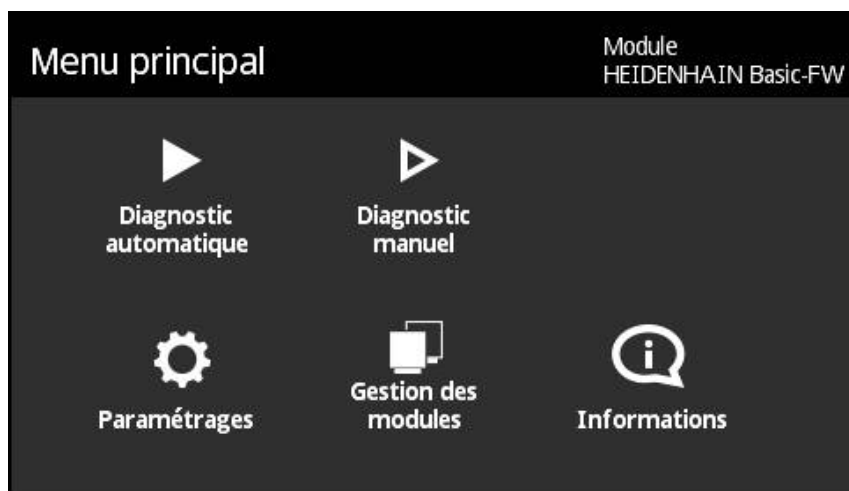 Menu principal
Module
HEIDENHAIN Basic-FW
Diagnostic
automatique
Diagnostic
manuel
Paramétrages
Gestion des
modules
Informations